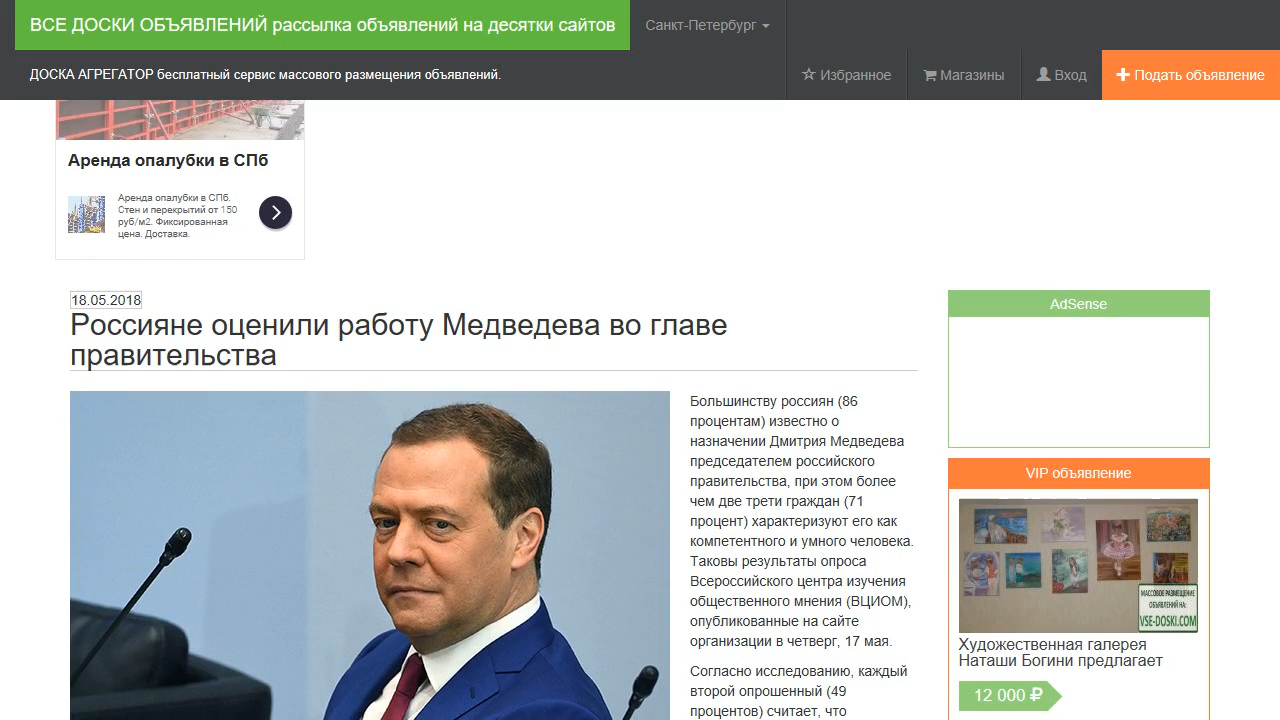 ВСЕ ДОСКИ ОБЪЯВЛЕНИЙ рассылка объявлений на десятки сайтов
Санкт-Петербург
ДОСКА АГРЕГАТОР бесплатный сервис массового размещения объявлений.
Избранное
Магазины
Вход
Подать объявление
Аренда опалубки в СПб
Аренда опалубки в СПБ.
Стен и перекрытий от 150
руб/м2. Фиксированная
цена. Доставка.
18.05.2018
Россияне оценили работу Медведева во главе
правительства
Большинству россиян (86
процентам) известно о
назначении Дмитрия Медведева
председателем российского
правительства, при этом более
чем две трети граждан (71
процент) характеризуют его как
компетентного и умного человека.
Таковы результаты опроса
Всероссийского центра изучения
общественного мнения (ВЦИОМ),
опубликованные на сайте
организации в четверг, 17 мая.
Согласно исследованию, каждый
второй опрошенный (49
процентов) считает, что
AdSense
VIP объявление
МАССОВОЕ РАЗМЕЩЕНИЕ
ОБЪЯВЛЕНИЙ НА:
VSE-DOSKI.COM
Художественная галерея
Наташи Богини предлагает
12 000 ₽